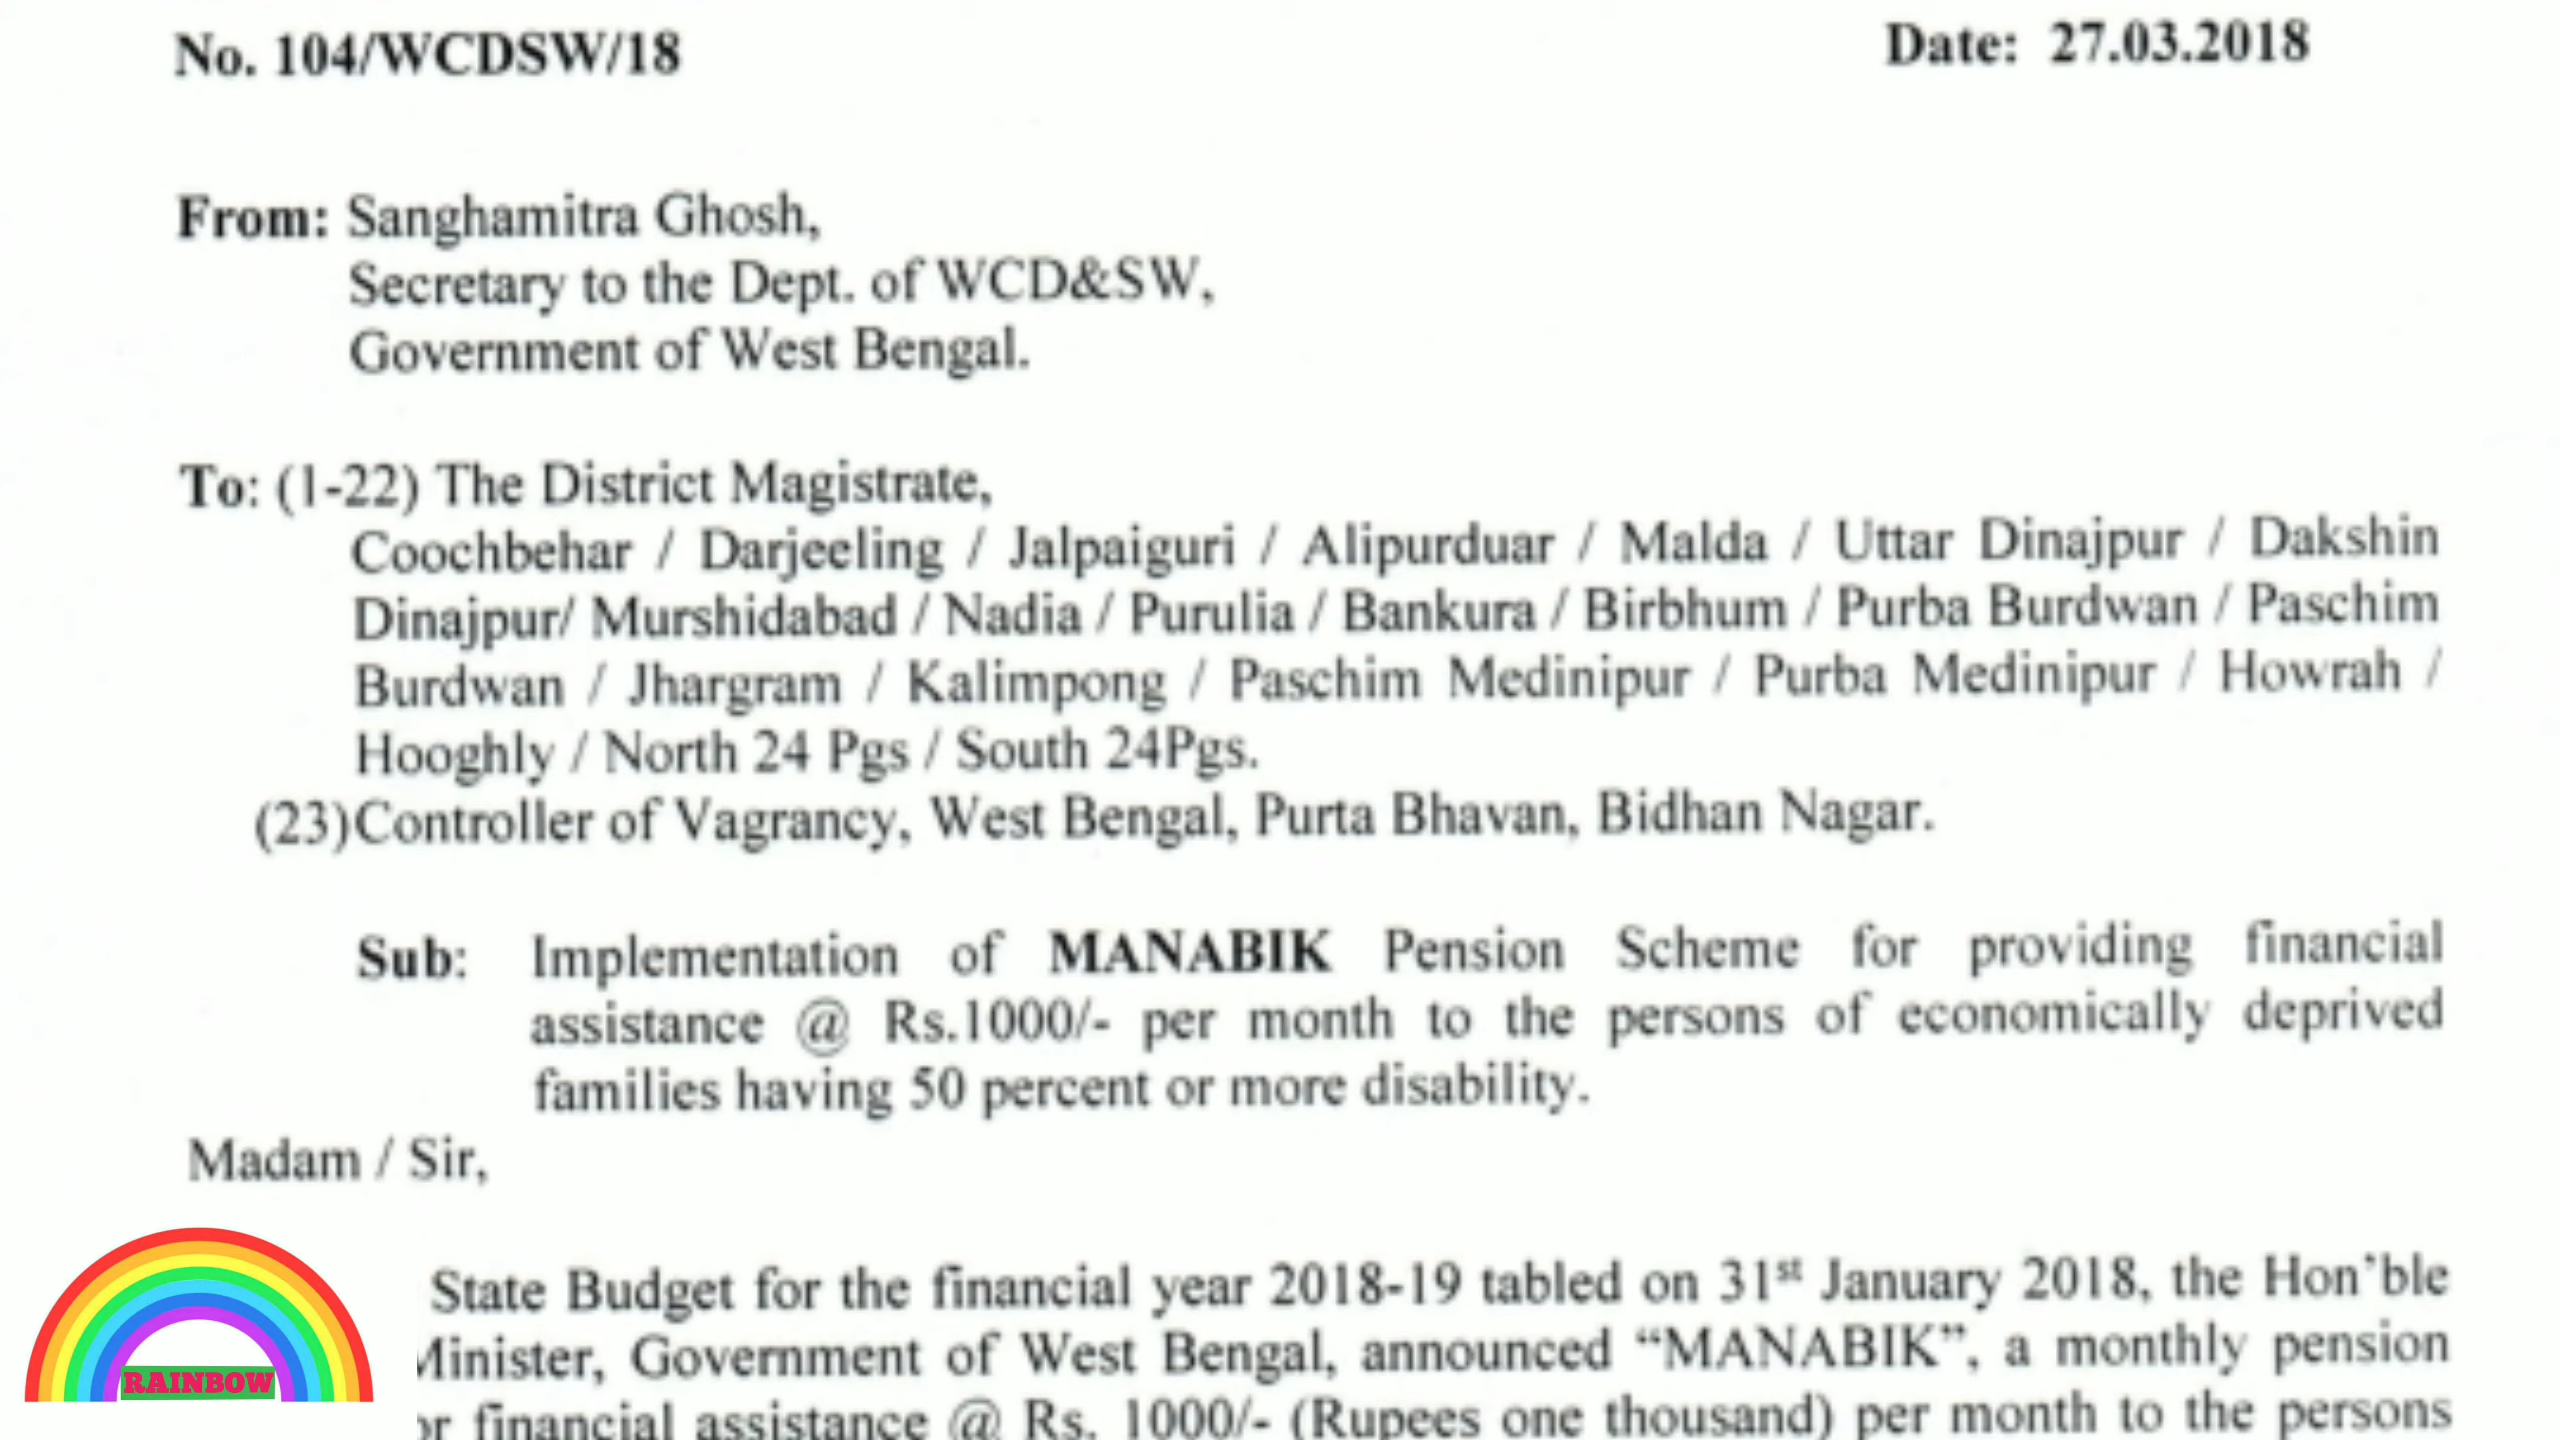 No. 104/WCDSW/18 Date: 27.03.2018
From: Sanghamitra Ghosh,
Secretary to the Dept. of WCD&SW,
Government of West Bengal.
To: (1-22) The District Magistrate,
Coochbehar / Darjeeling / Jalpaiguri / Alipurduar / Malda / Uttar Dinajpur / Dakshin
Dinajpur/ Murshidabad / Nadia / Purulia / Bankura / Birbhum / Purba Burdwan / Paschim
Burdwan / Jhargram / Kalimpong / Paschim Medinipur / Purba Medinipur / Howrah /
Hooghly / North 24 Pgs / South 24Pgs.
(23)Controller of Vagrancy, West Bengal, Purta Bhavan, Bidhan Nagar.
Sub: Implementation of MANABIK Pension Scheme for providing financial
assistance @ Rs.1000/- per month to the persons of economically deprived
families having 50 percent or more disability.
Madam / Sir,
State Budget for the financial year 2018-19 tabled on 31st January 2018, the Hon'ble
Minister, Government of West Bengal, announced “MANABIK”, a monthly pension
or financial assistance @ Rs. 1000/- (Rupees one thousand) per month to the persons
RAINBOW